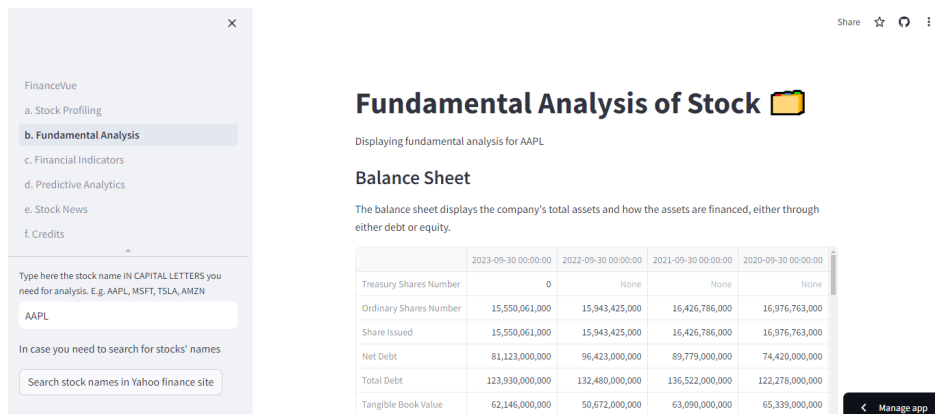 Share
FinanceVue
a. Stock Profiling
b. Fundamental Analysis
c. Financial Indicators
d. Predictive Analytics
e. Stock News
f. Credits
Type here the stock name IN CAPITAL LETTERS you
need for analysis. E.g. AAPL, MSFT, TSLA, AMZN
AAPL
In case you need to search for stocks' names
Search stock names in Yahoo finance site
Fundamental Analysis of Stock
Displaying fundamental analysis for AAPL
Balance Sheet
The balance sheet displays the company's total assets and how the assets are financed, either through
either debt or equity.
2023-09-30 00:00:00 2022-09-30 00:00:00 2021-09-30 00:00:00 2020-09-30 00:00:00
Treasury Shares Number 0 None None None
Ordinary Shares Number 15,550,061,000 15,943,425,000 16,426,786,000 16,976,763,000
Share Issued 15,550,061,000 15,943,425,000 16,426,786,000 16,976,763,000
Net Debt 81,123,000,000 96,423,000,000 89,779,000,000 74,420,000,000
Total Debt 123,930,000,000 132,480,000,000 136,522,000,000 122,278,000,000
Tangible Book Value 62,146,000,000 50,672,000,000 63,090,000,000 65,339,000,000
Manage app